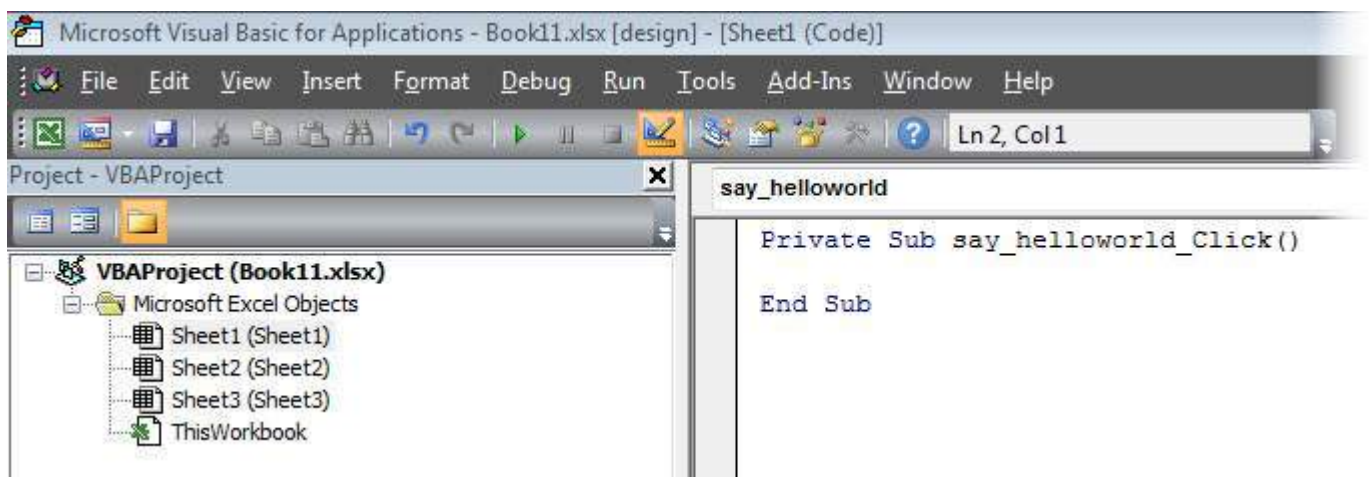 Microsoft Visual Basic for Applications - Book11.xlsx [design] - [Sheet1 (Code)]
File Edit View Insert Format Debug Run Tools Add-Ins Window Help
Ln 2, Col 1
Project - VBAProject
say_helloworld
VBAProject (Book11.xlsx)
Microsoft Excel Objects
Sheet1 (Sheet1)
Sheet2 (Sheet2)
Sheet3 (Sheet3)
ThisWorkbook
Private Sub say_helloworld_Click()
End Sub